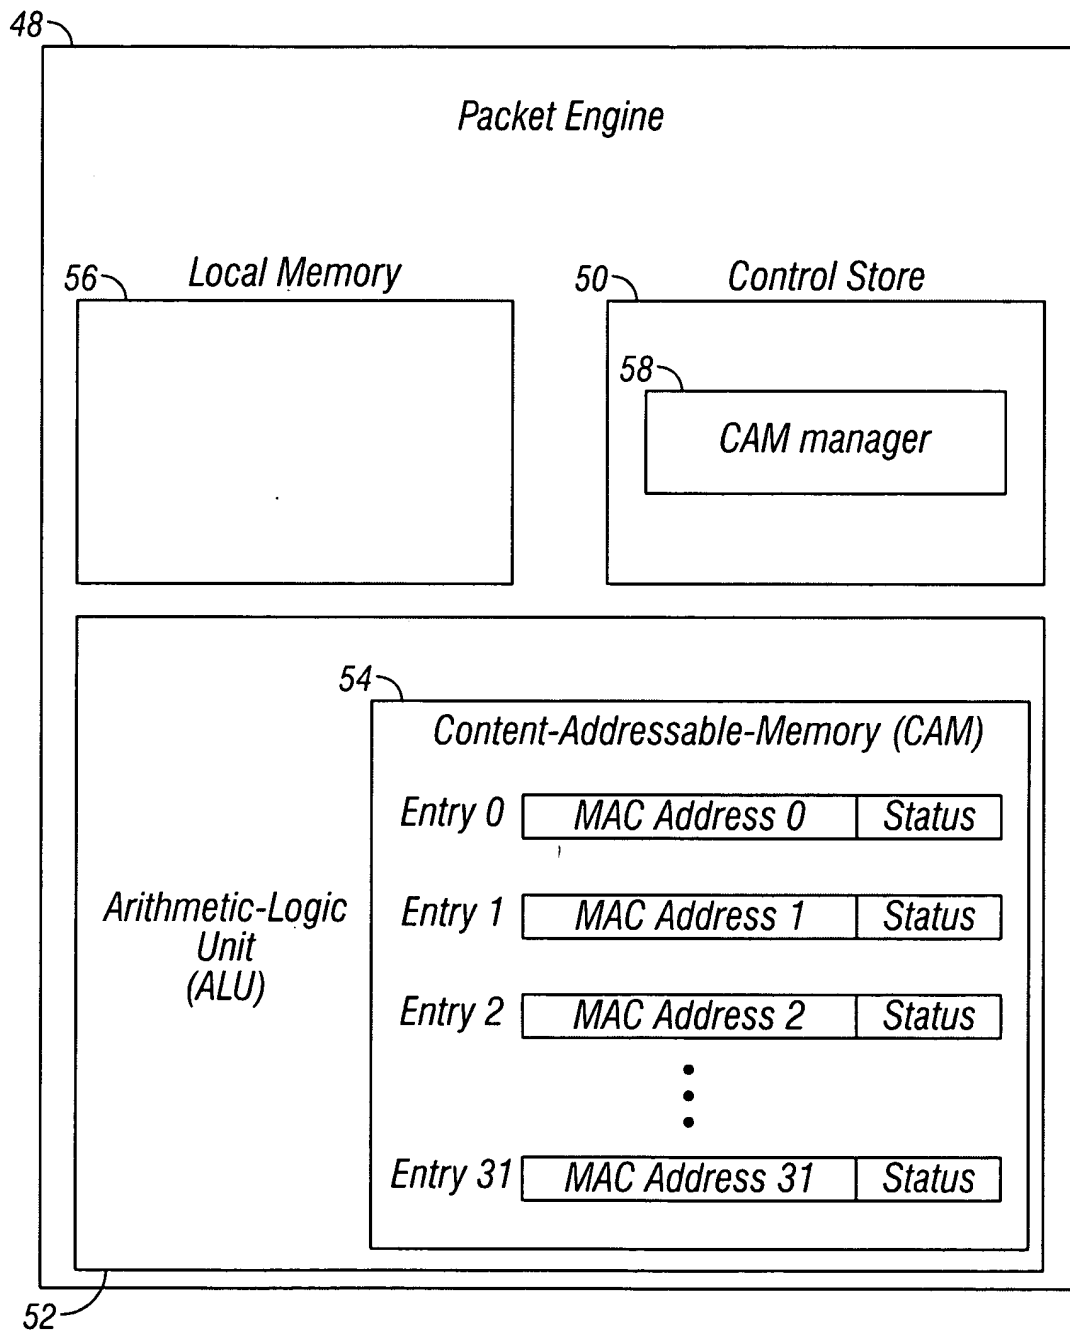 48
Packet Engine
56
Local Memory
50
Control Store
58
CAM manager
54
Content-Addressable-Memory (CAM)
Entry 0 MAC Address 0 Status
Entry 1 MAC Address 1 Status
Entry 2 MAC Address 2 Status
Entry 31 MAC Address 31 Status
Arithmetic-Logic
Unit
(ALU)
52